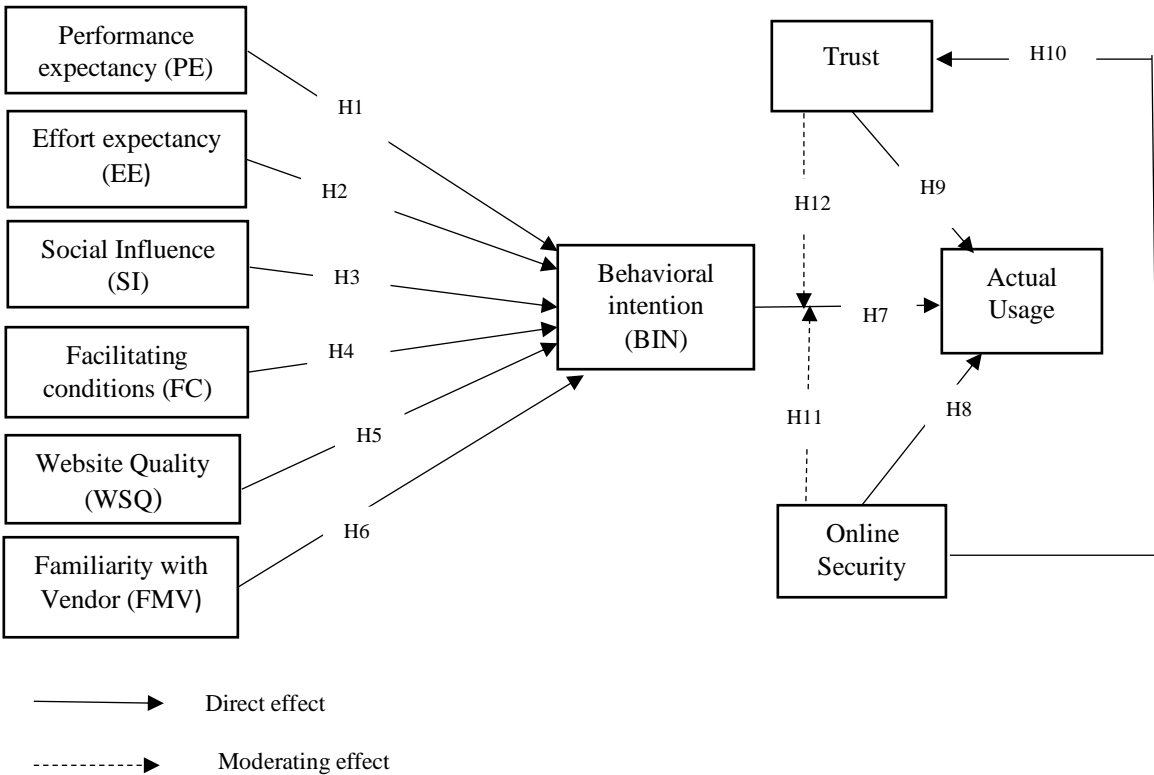 Performance
expectancy (PE)
H1
Effort expectancy
(EE)
H2
Social Influence
(SI)
H3
Facilitating
conditions (FC)
H4
Website Quality
(WSQ)
H5
Familiarity with
Vendor (FMV)
H6
Behavioral
intention
(BIN)
Trust
H10
H9
H12
H7
Actual
Usage
H11
H8
Online
Security
Direct effect
Moderating effect